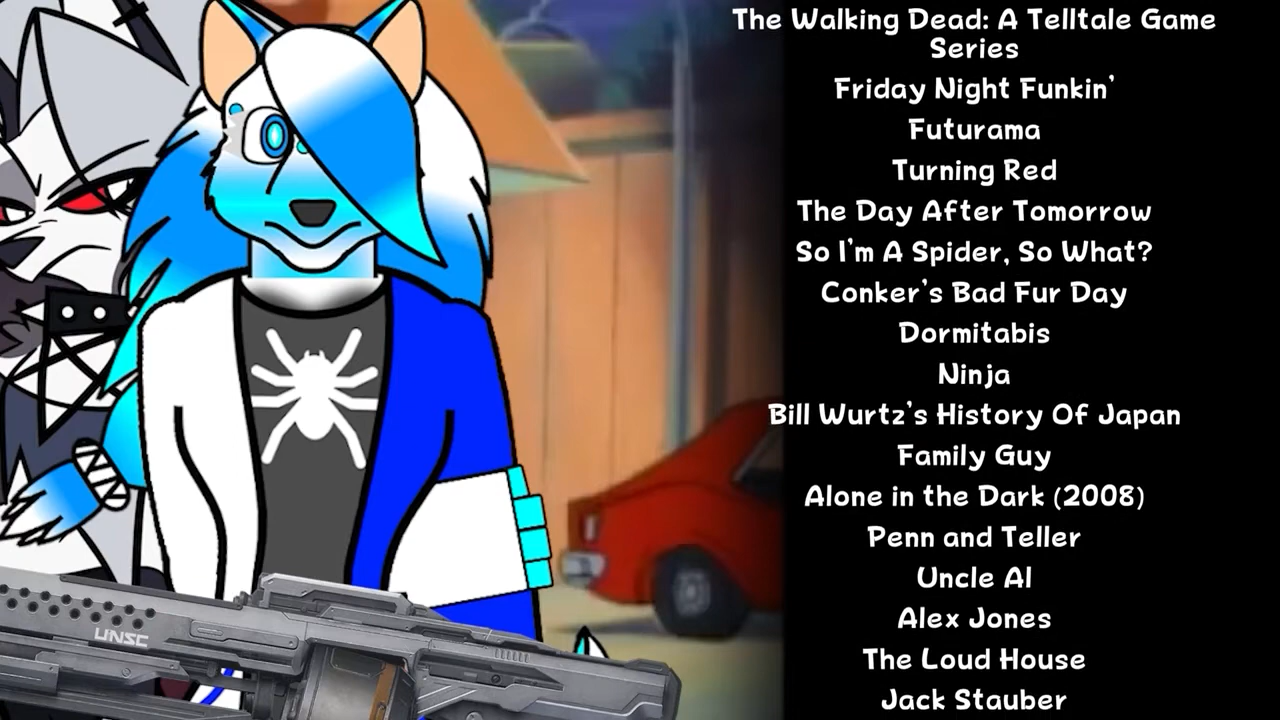 The Walking Dead: A Telltale Game
Series
Friday Night Funkin'
Futurama
Turning Red
The Day After Tomorrow
So I'm A Spider, So What?
Conker's Bad Fur Day
Dormitabis
Ninja
Bill Wurtz's History Of Japan
Family Guy
Alone in the Dark (2008)
Penn and Teller
Uncle Al
Alex Jones
The Loud House
Jack Stauber
UNSC